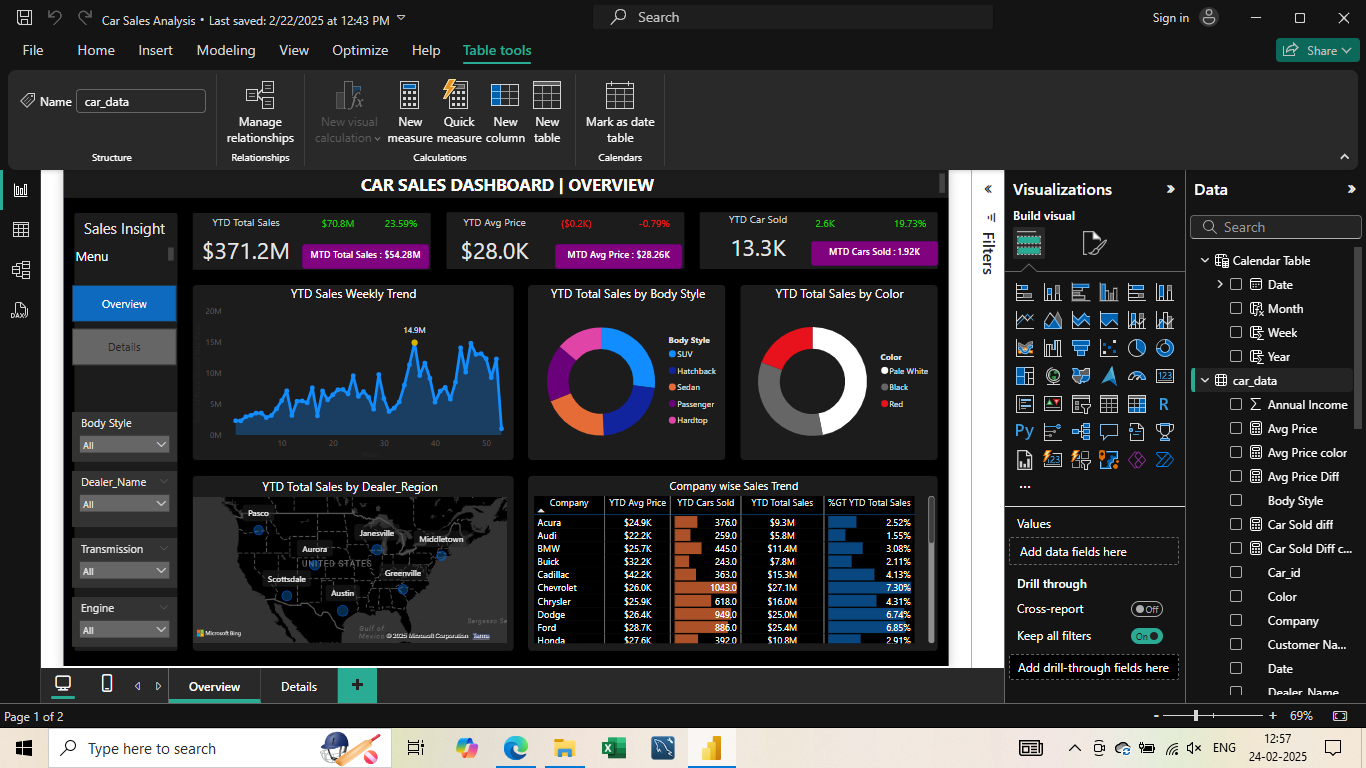 Car Sales Analysis • Last saved: 2/22/2025 at 12:43 PM
Search
Sign in
File Home Insert Modeling View Optimize Help Table tools
Share
Name car_data
Manage relationships
New visual calculation
New measure
Quick measure
New column
New table
Mark as date table
Structure
Relationships
Calculations
Calendars
CAR SALES DASHBOARD | OVERVIEW
Sales Insight
Menu
Overview
Details
Body Style
All
Dealer_Name
All
Transmission
All
Engine
All
YTD Total Sales $70.8M 23.59%
$371.2M
MTD Total Sales : $54.28M
YTD Avg Price ($0.2K) -0.79%
$28.0K
MTD Avg Price : $28.26K
YTD Car Sold 2.6K 19.73%
13.3K
MTD Cars Sold : 1.92K
YTD Sales Weekly Trend
20M
15M
10M
5M
0M
14.9M
10 20 30 40 50
YTD Total Sales by Body Style
Body Style
SUV
Hatchback
Sedan
Passenger
Hardtop
YTD Total Sales by Color
Color
Pale White
Black
Red
YTD Total Sales by Dealer_Region
Pasco
Janesville
Middletown
Aurora
UNITED STATES
Scottsdale
Greenville
Austin
Gulf of
Mexico
Microsoft Bing
© 2025 Microsoft Corporation Terms
Company wise Sales Trend
Company YTD Avg Price YTD Cars Sold YTD Total Sales %GT YTD Total Sales
Acura $24.9K 376.0 $9.3M 2.52%
Audi $22.2K 259.0 $5.8M 1.55%
BMW $25.7K 445.0 $11.4M 3.08%
Buick $32.2K 243.0 $7.8M 2.11%
Cadillac $42.2K 363.0 $15.3M 4.13%
Chevrolet $26.0K 1043.0 $27.1M 7.30%
Chrysler $25.9K 618.0 $16.0M 4.31%
Dodge $26.4K 949.0 $25.0M 6.74%
Ford $28.7K 886.0 $25.4M 6.85%
Honda $27.6K 392.0 $10.8M 2.91%
Filters
Visualizations
Build visual
R
Py
123
...
Values
Add data fields here
Drill through
Cross-report Off
Keep all filters On
Add drill-through fields here
Data
Search
Calendar Table
Date
Month
Week
Year
car_data
Annual Income
Avg Price
Avg Price color
Avg Price Diff
Body Style
Car Sold diff
Car Sold Diff c...
Car_id
Color
Company
Customer Na...
Date
Dealer_Name
Overview
Details
Page 1 of 2
69%
Type here to search
ENG
12:57
24-02-2025